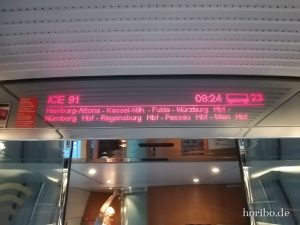 ICE 91 08:24 23
Hamburg-Altona - Kassel-Wilh. - Fulda - Würzburg Hbf -
Nürnberg Hbf - Regensburg Hbf - Passau Hbf - Wien Hbf
horibo.de